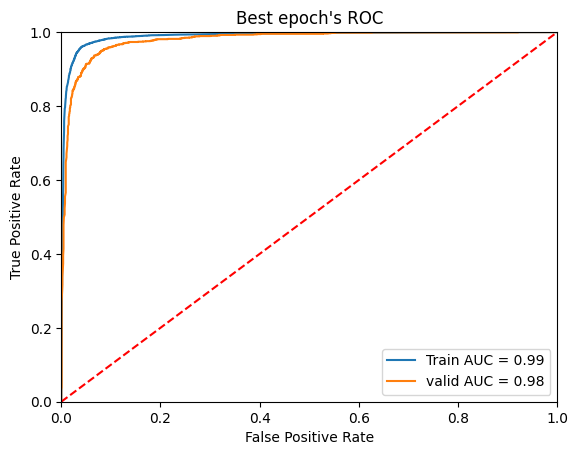 Best epoch's ROC
True Positive Rate
1.0
0.8
0.6
0.4
0.2
0.0
Train AUC = 0.99
valid AUC = 0.98
0.0 0.2 0.4 0.6 0.8 1.0
False Positive Rate